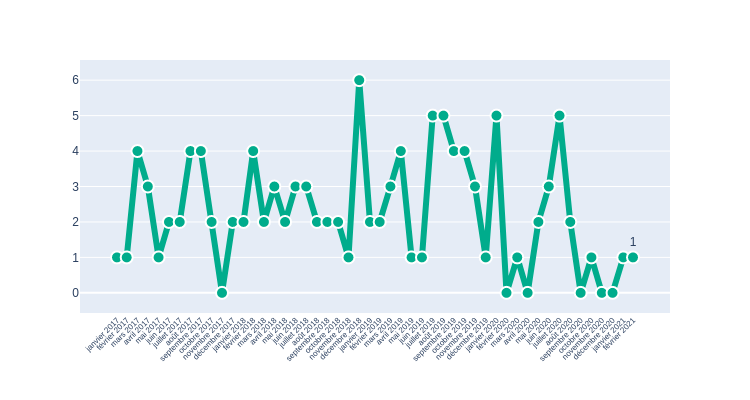 6
5
4
3
2
1
0
1
janvier 2017
février 2017
mars 2017
avril 2017
mai 2017
juin 2017
juillet 2017
août 2017
septembre 2017
octobre 2017
novembre 2017
décembre 2017
janvier 2018
février 2018
mars 2018
avril 2018
mai 2018
juin 2018
juillet 2018
août 2018
septembre 2018
octobre 2018
novembre 2018
décembre 2018
janvier 2019
février 2019
mars 2019
avril 2019
mai 2019
juin 2019
juillet 2019
août 2019
septembre 2019
octobre 2019
novembre 2019
décembre 2019
janvier 2020
février 2020
mars 2020
avril 2020
mai 2020
juin 2020
juillet 2020
août 2020
septembre 2020
octobre 2020
novembre 2020
décembre 2020
janvier 2021
février 2021